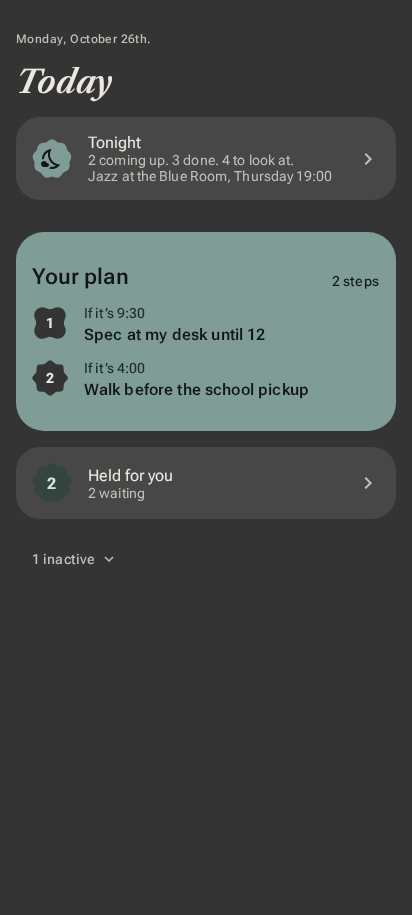 Monday, October 26th.
Today
Tonight
2 coming up. 3 done. 4 to look at.
Jazz at the Blue Room, Thursday 19:00
Your plan
2 steps
1
If it's 9:30
Spec at my desk until 12
2
If it's 4:00
Walk before the school pickup
2
Held for you
2 waiting
1 inactive